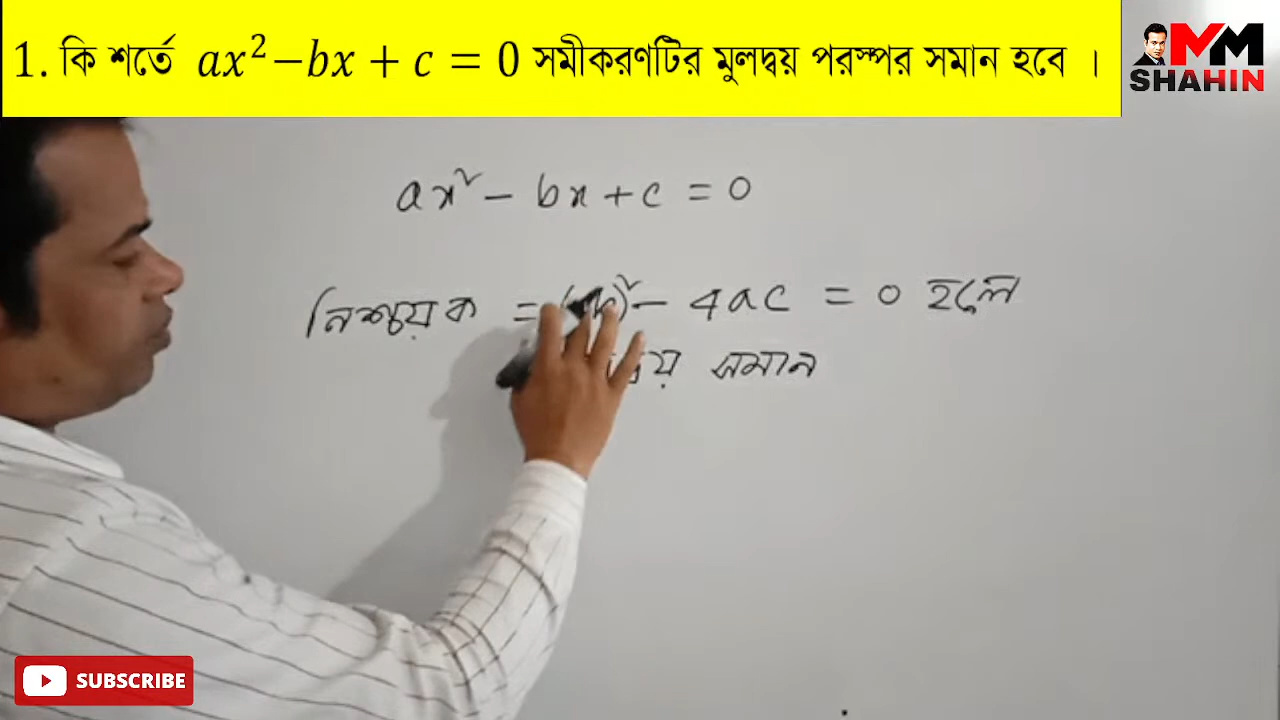 1. কি শর্তে ax² − bx + c = 0 সমীকরণটির মুলদ্বয় পরস্পর সমান হবে ।
MM
SHAHIN
ax² − bx + c = 0
নিশ্চায়ক = )² − 4ac = 0 হলে
সমান
SUBSCRIBE